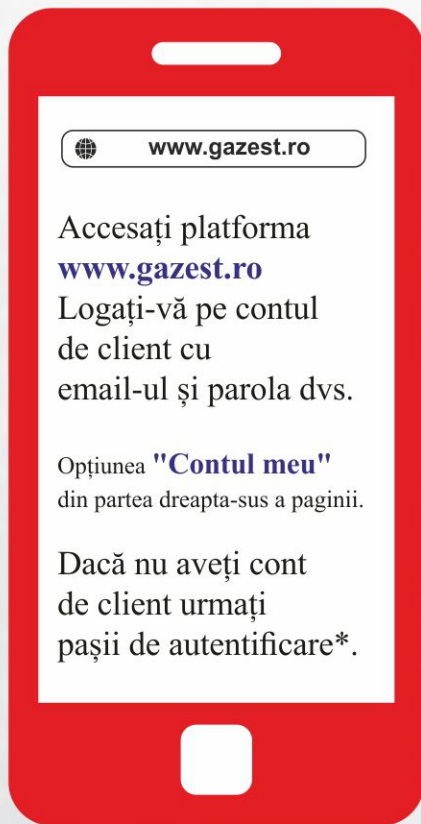 www.gazest.ro
Accesați platforma
www.gazest.ro
Logați-vă pe contul
de client cu
email-ul și parola dvs.
Opțiunea "Contul meu"
din partea dreapta-sus a paginii.
Dacă nu aveți cont
de client urmați
pașii de autentificare*.